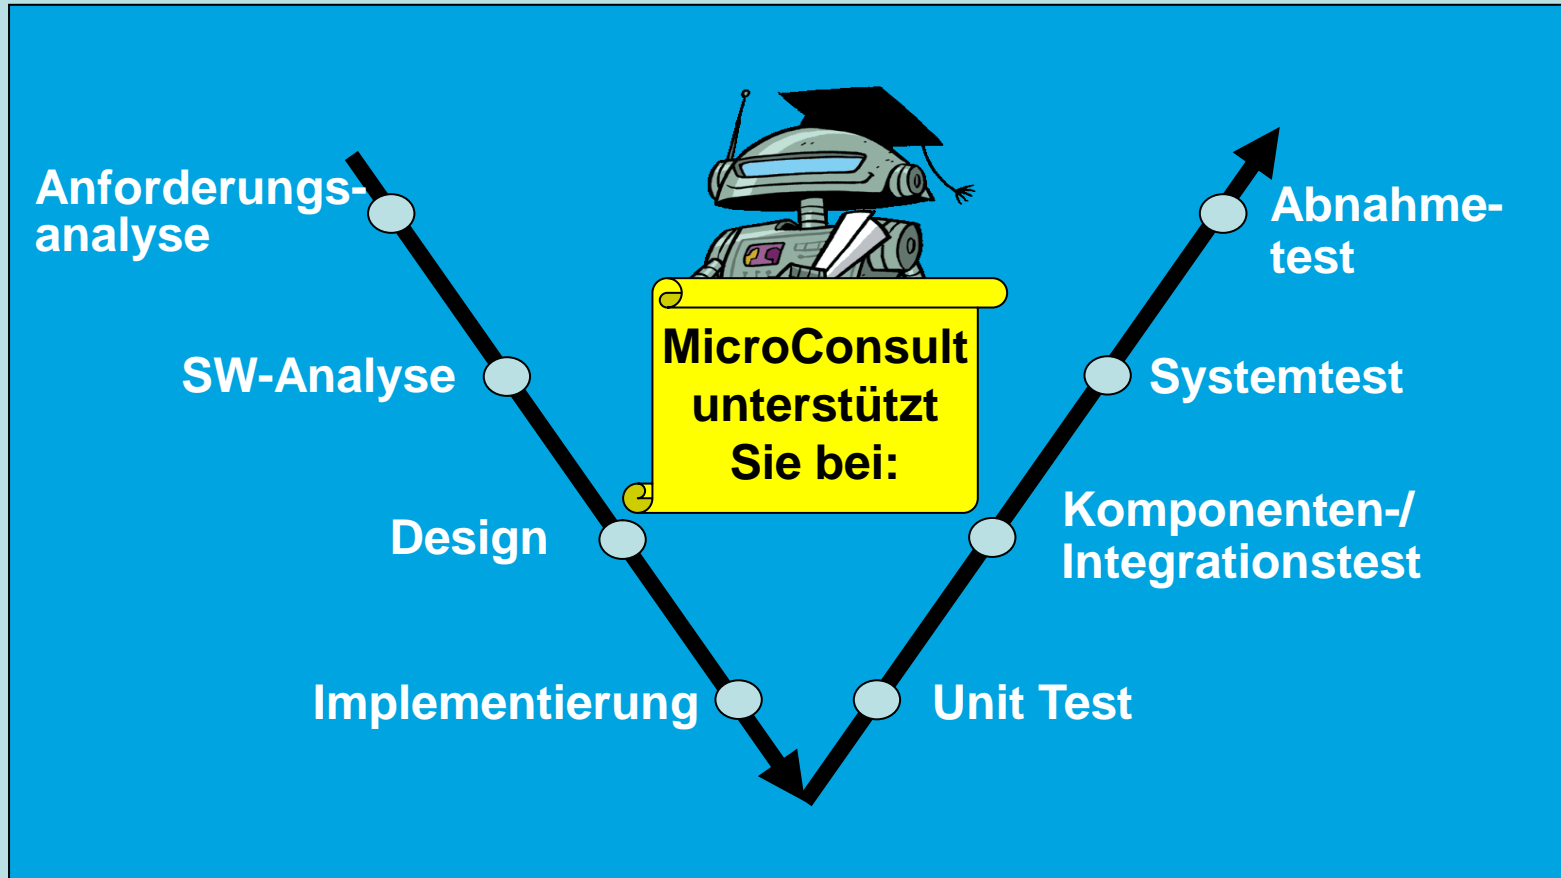 Anforderungs-
analyse
SW-Analyse
Design
Implementierung
MicroConsult
unterstützt
Sie bei:
Abnahme-
test
Systemtest
Komponenten-/
Integrationstest
Unit Test